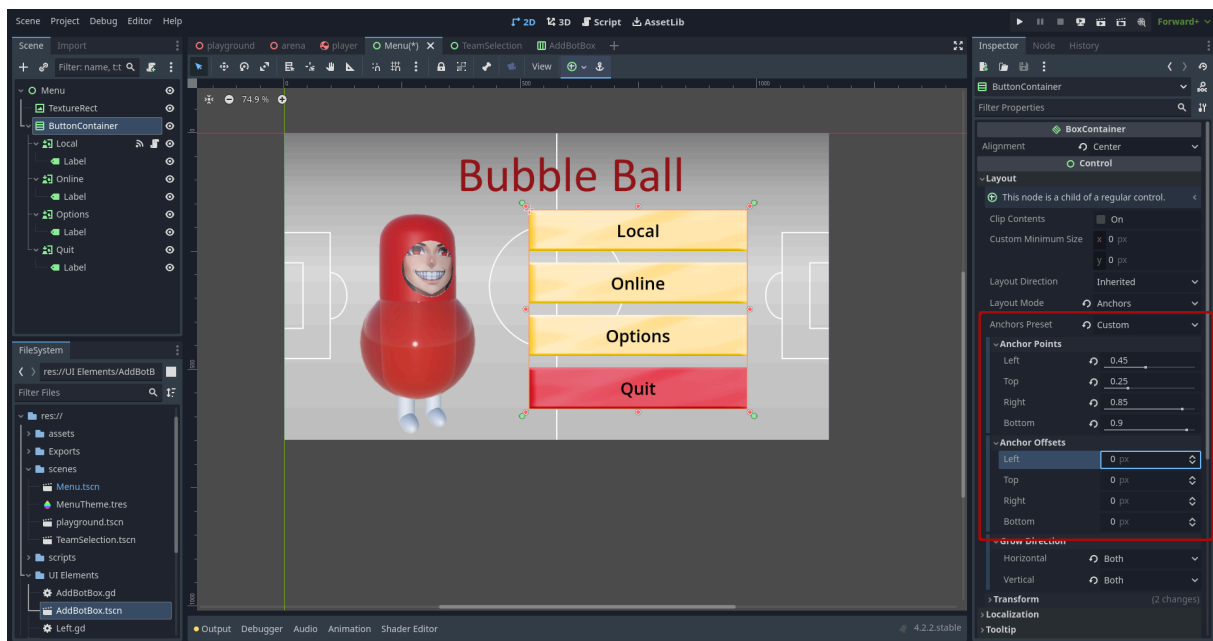 Scene Project Debug Editor Help
2D 3D Script AssetLib
Forward+
Scene Import
playground arena player Menu(*) TeamSelection AddBotBox
Inspector Node History
Filter: name, t:t
View
ButtonContainer
Menu
TextureRect
ButtonContainer
Local
Label
Online
Label
Options
Label
Quit
Label
74.9 %
0 500 1000
0
500
1000
Bubble Ball
Local
Online
Options
Quit
Filter Properties
BoxContainer
Alignment Center
Control
Layout
This node is a child of a regular control.
Clip Contents On
Custom Minimum Size x 0 px
y 0 px
Layout Direction Inherited
Layout Mode Anchors
Anchors Preset Custom
Anchor Points
Left 0.45
Top 0.25
Right 0.85
Bottom 0.9
Anchor Offsets
Left 0 px
Top 0 px
Right 0 px
Bottom 0 px
Grow Direction
Horizontal Both
Vertical Both
Transform (2 changes)
Localization
Tooltip
FileSystem
res://UI Elements/AddBotB
Filter Files
res://
assets
Exports
scenes
Menu.tscn
MenuTheme.tres
playground.tscn
TeamSelection.tscn
scripts
UI Elements
AddBotBox.gd
AddBotBox.tscn
Left.gd
Output Debugger Audio Animation Shader Editor
4.2.2.stable